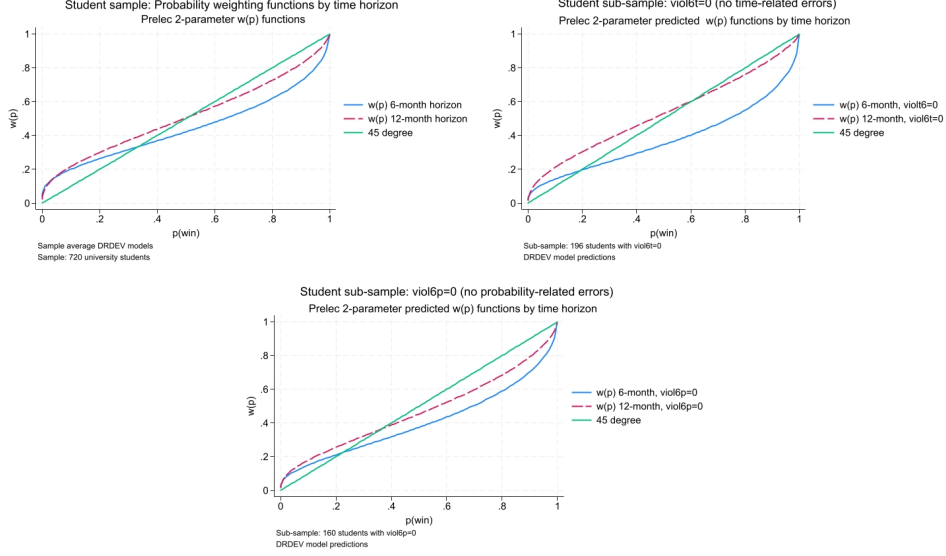 Student sample: Probability weighting functions by time horizon
Prelec 2-parameter w(p) functions
1
.8
.6
.4
.2
0
w(p)
0 .2 .4 .6 .8 1
p(win)
w(p) 6-month horizon
w(p) 12-month horizon
45 degree
Sample average DRDEV models
Sample: 720 university students
Student sub-sample: viol6t=0 (no time-related errors)
Prelec 2-parameter predicted w(p) functions by time horizon
1
.8
.6
.4
.2
0
w(p)
0 .2 .4 .6 .8 1
p(win)
w(p) 6-month, violt6=0
w(p) 12-month, viol6t=0
45 degree
Sub-sample: 196 students with viol6t=0
DRDEV model predictions
Student sub-sample: viol6p=0 (no probability-related errors)
Prelec 2-parameter predicted w(p) functions by time horizon
1
.8
.6
.4
.2
0
w(p)
0 .2 .4 .6 .8 1
p(win)
w(p) 6-month, viol6p=0
w(p) 12-month, viol6p=0
45 degree
Sub-sample: 160 students with viol6p=0
DRDEV model predictions